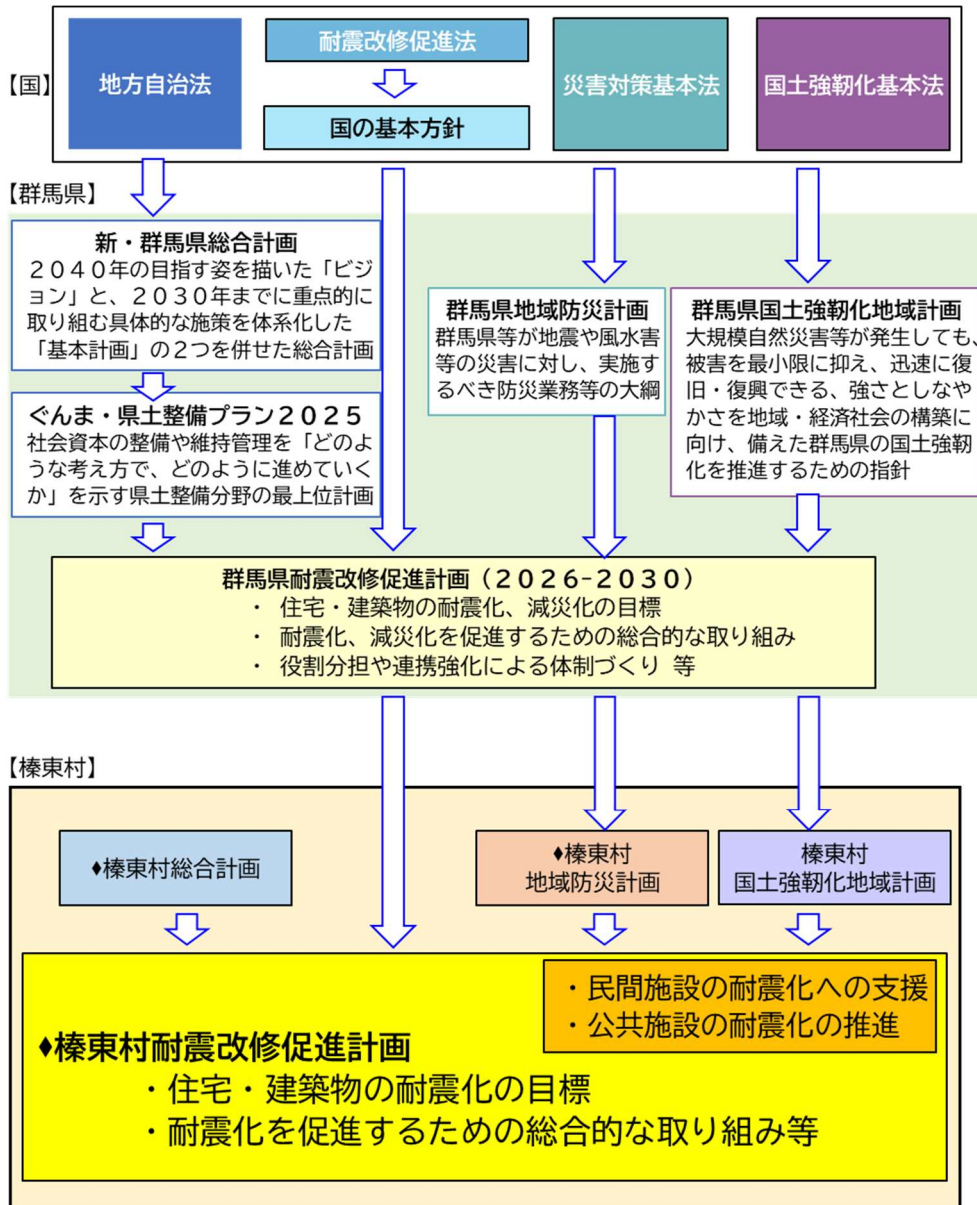 【国】
地方自治法
耐震改修促進法
国の基本方針
災害対策基本法
国土強靭化基本法
【群馬県】
新・群馬県総合計画
２０４０年の目指す姿を描いた「ビジ
ョン」と、２０３０年までに重点的に
取り組む具体的な施策を体系化した
「基本計画」の２つを併せた総合計画
ぐんま・県土整備プラン２０２５
社会資本の整備や維持管理を「どのよ
うな考え方で、どのように進めていく
か」を示す県土整備分野の最上位計画
群馬県地域防災計画
群馬県等が地震や風水害
等の災害に対し、実施す
るべき防災業務等の大綱
群馬県国土強靭化地域計画
大規模自然災害等が発生しても、
被害を最小限に抑え、迅速に復
旧・復興できる、強さとしなや
かさを地域・経済社会の構築に
向け、備えた群馬県の国土強靭
化を推進するための指針
群馬県耐震改修促進計画（２０２６-２０３０）
・ 住宅・建築物の耐震化、減災化の目標
・ 耐震化、減災化を促進するための総合的な取り組み
・ 役割分担や連携強化による体制づくり 等
【榛東村】
♦榛東村総合計画
♦榛東村
地域防災計画
榛東村
国土強靭化地域計画
・民間施設の耐震化への支援
・公共施設の耐震化の推進
♦榛東村耐震改修促進計画
・住宅・建築物の耐震化の目標
・耐震化を促進するための総合的な取り組み等